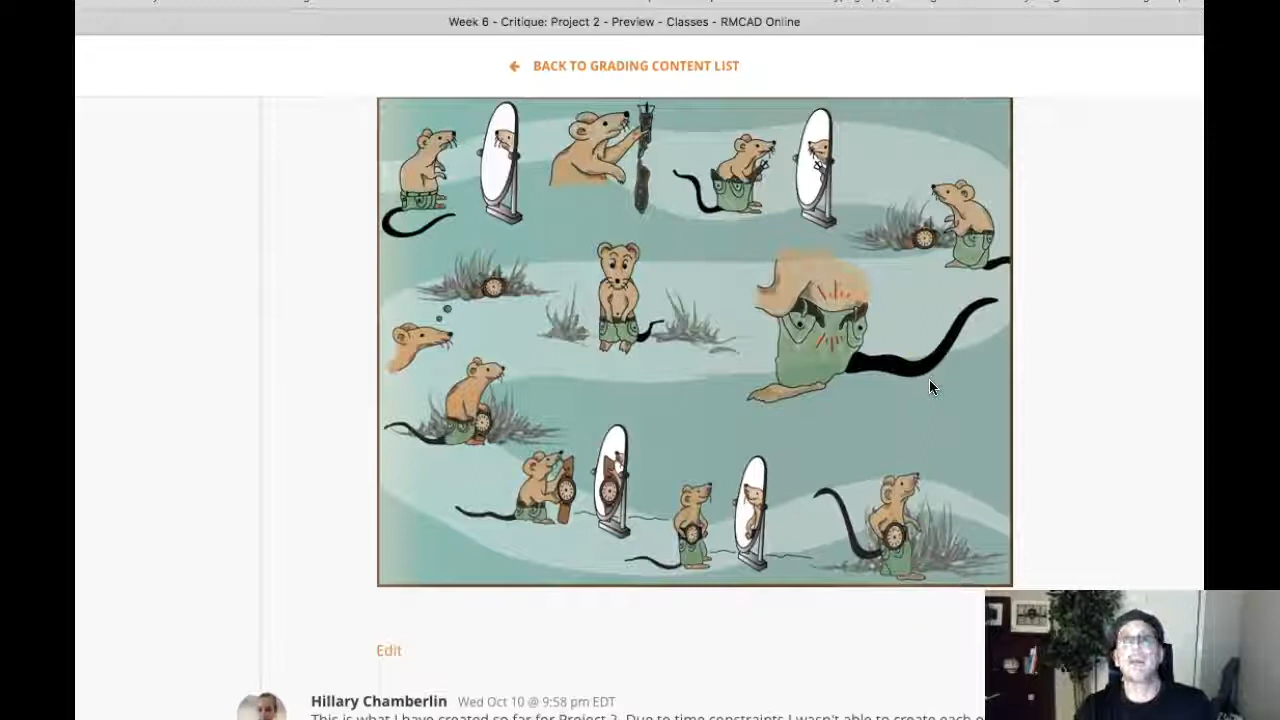 Week 6 - Critique: Project 2 - Preview - Classes - RMCAD Online
BACK TO GRADING CONTENT LIST
Edit
Hillary Chamberlin Wed Oct 10 @ 9:58 pm EDT
This is what I have created so far for Project 2. Due to time constraints I wasn't able to create each